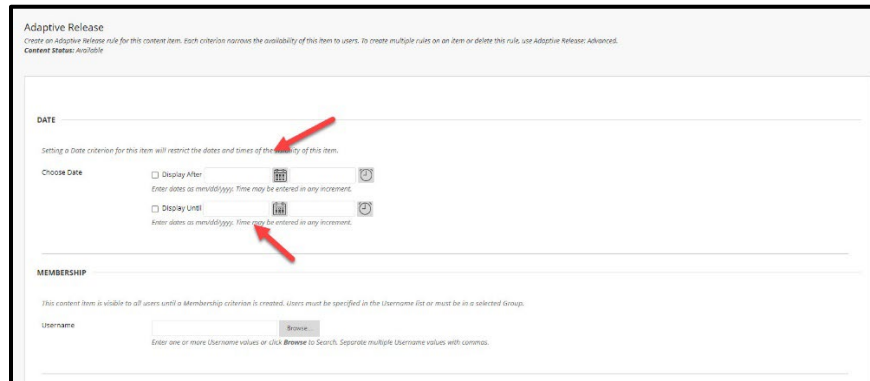 Adaptive Release
Create an Adaptive Release rule for this content item. Each criterion narrows the availability of this item to users. To create multiple rules on an item or delete this rule, use Adaptive Release: Advanced.
Content Status: Available
DATE
Setting a Date criterion for this item will restrict the dates and times of the of this item.
Choose Date
Display After
Enter dates as mm/dd/yyyy. Time may be entered in any increment.
Display Until
Enter dates as mm/dd/yyyy. Time may be entered in any increment.
MEMBERSHIP
This content item is visible to all users until a Membership criterion is created. Users must be specified in the Username list or must be in a selected Group.
Username Browse...
Enter one or more Username values or click Browse to Search. Separate multiple Username values with commas.